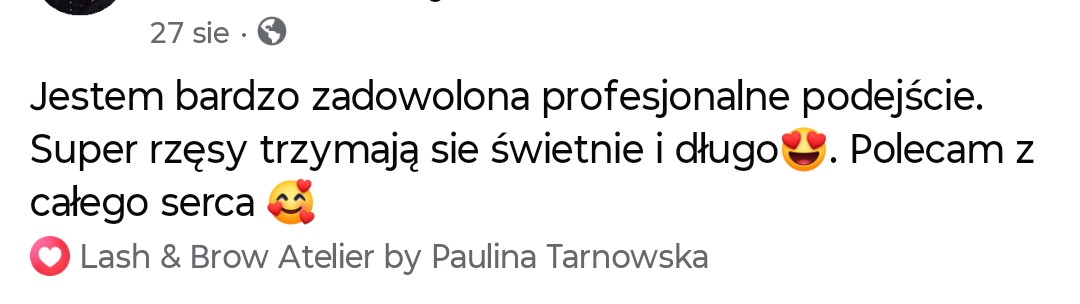 27 sie ·
Jestem bardzo zadowolona profesjonalne podejście.
Super rzęsy trzymają sie świetnie i długo😍. Polecam z
całego serca 🥰
Lash & Brow Atelier by Paulina Tarnowska